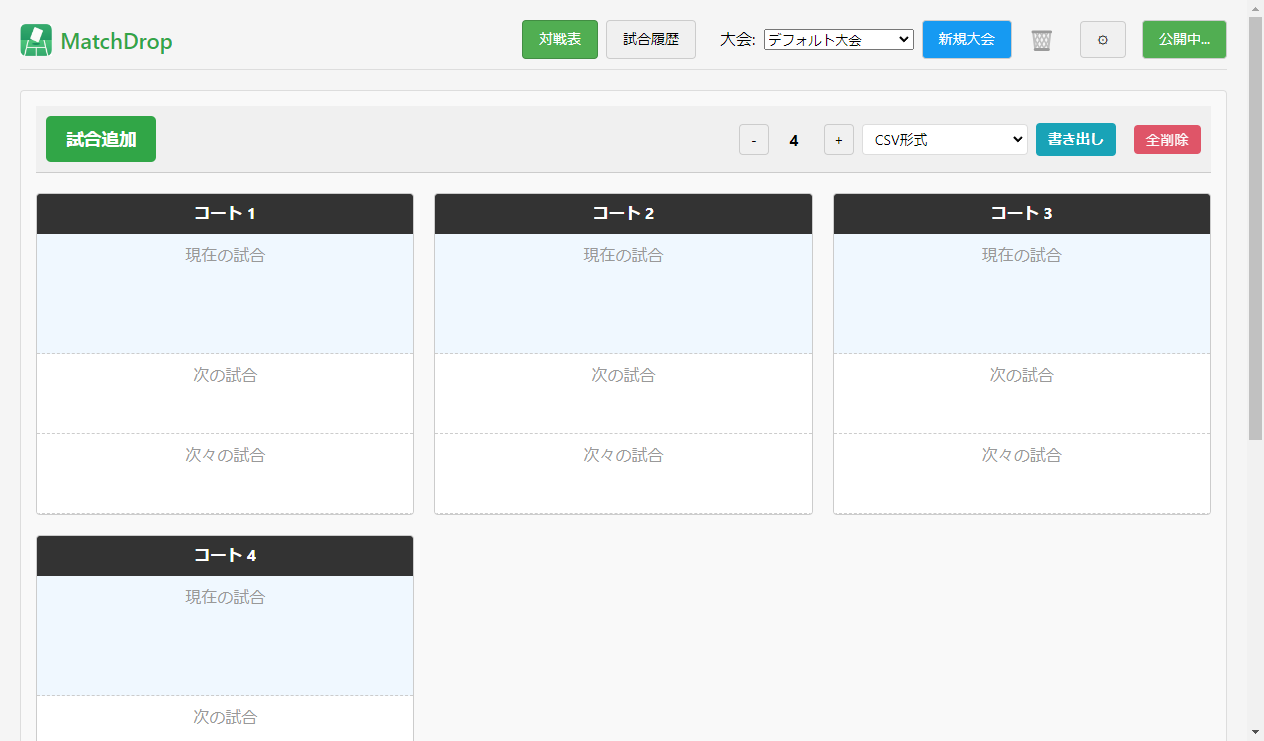 MatchDrop
対戦表 試合履歴 大会: デフォルト大会 新規大会 公開中...
試合追加 - 4 + CSV形式 書き出し 全削除
コート 1 コート 2 コート 3
現在の試合 現在の試合 現在の試合
次の試合 次の試合 次の試合
次々の試合 次々の試合 次々の試合
コート 4
現在の試合
次の試合